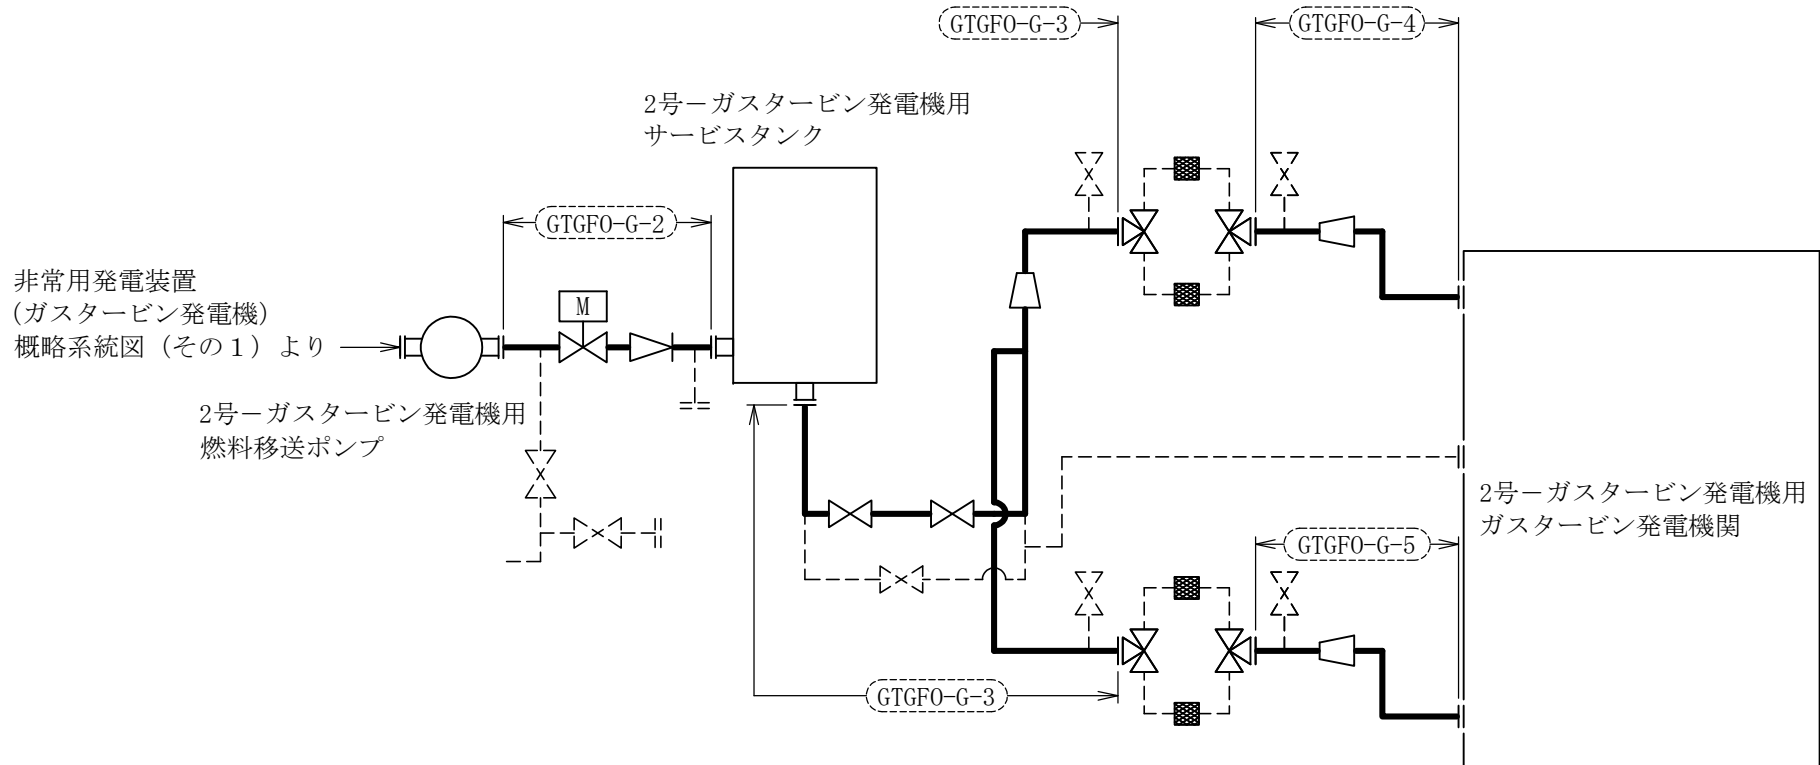 GTGFO-G-3
GTGFO-G-4
2号－ガスタービン発電機用
サービスタンク
GTGFO-G-2
非常用発電装置
(ガスタービン発電機)
概略系統図（その１）より
M
2号－ガスタービン発電機用
燃料移送ポンプ
2号－ガスタービン発電機用
ガスタービン発電機関
GTGFO-G-5
GTGFO-G-3